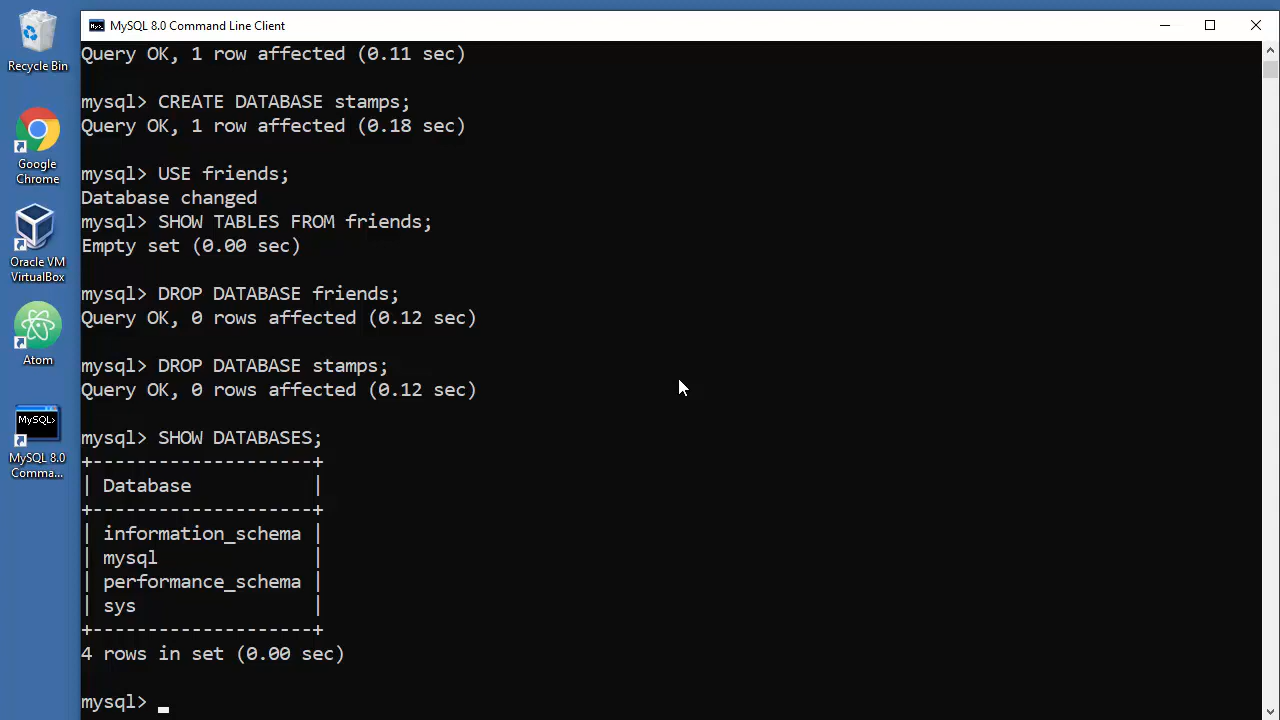 MySQL 8.0 Command Line Client
Recycle Bin
Google
Chrome
Oracle VM
VirtualBox
Atom
MySQL>
MySQL 8.0
Comma...
Query OK, 1 row affected (0.11 sec)
mysql> CREATE DATABASE stamps;
Query OK, 1 row affected (0.18 sec)
mysql> USE friends;
Database changed
mysql> SHOW TABLES FROM friends;
Empty set (0.00 sec)
mysql> DROP DATABASE friends;
Query OK, 0 rows affected (0.12 sec)
mysql> DROP DATABASE stamps;
Query OK, 0 rows affected (0.12 sec)
mysql> SHOW DATABASES;
+--------------------+
| Database           |
+--------------------+
| information_schema |
| mysql              |
| performance_schema |
| sys                |
+--------------------+
4 rows in set (0.00 sec)
mysql> _